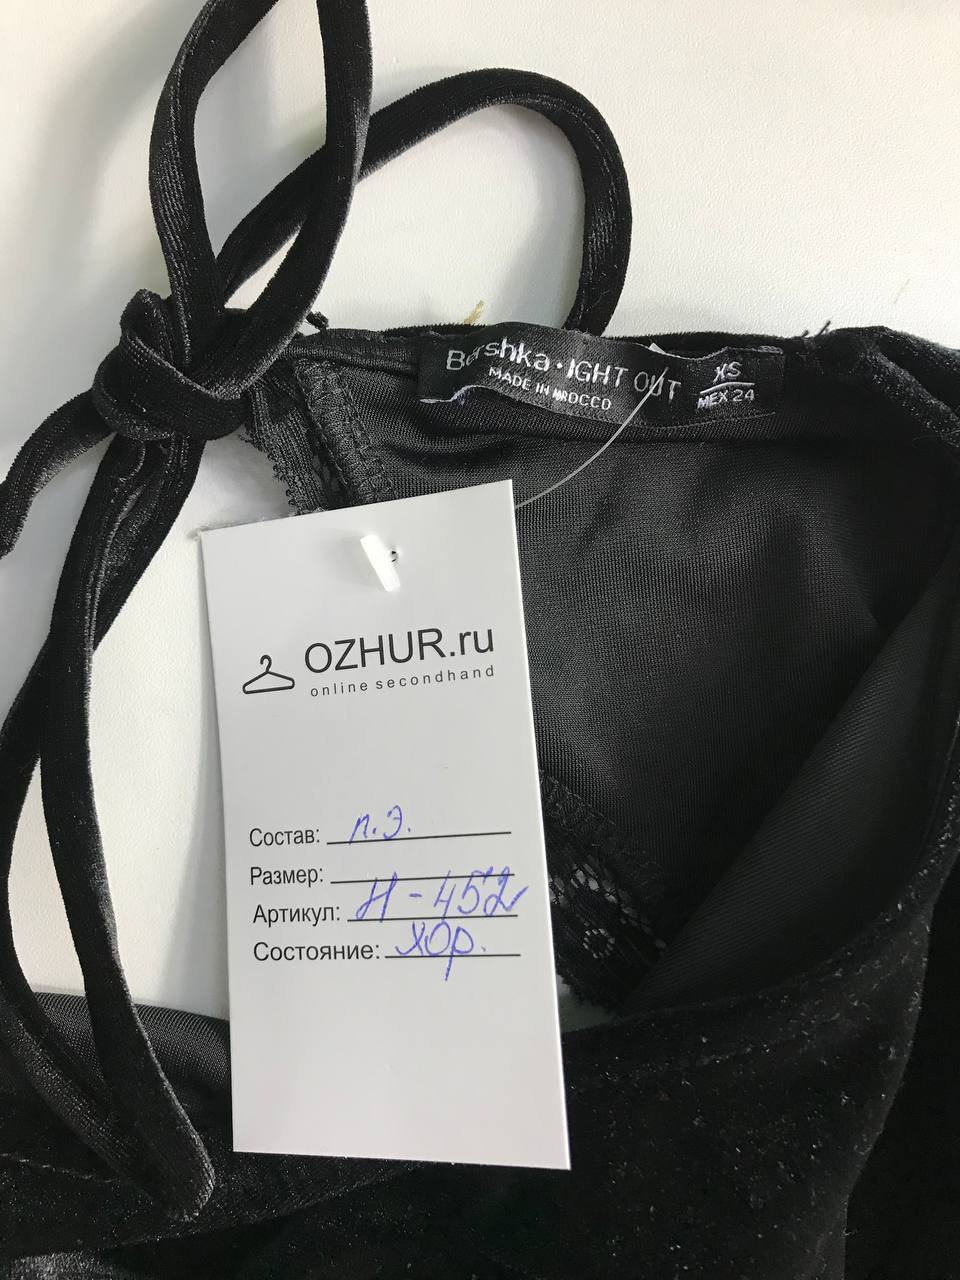 Bershka • IGHT OUT
MADE IN MOROCCO
XS
MEX 24
OZHUR.ru
online secondhand
Состав: п.э.
Размер:
Артикул: Н-452
Состояние: хор.